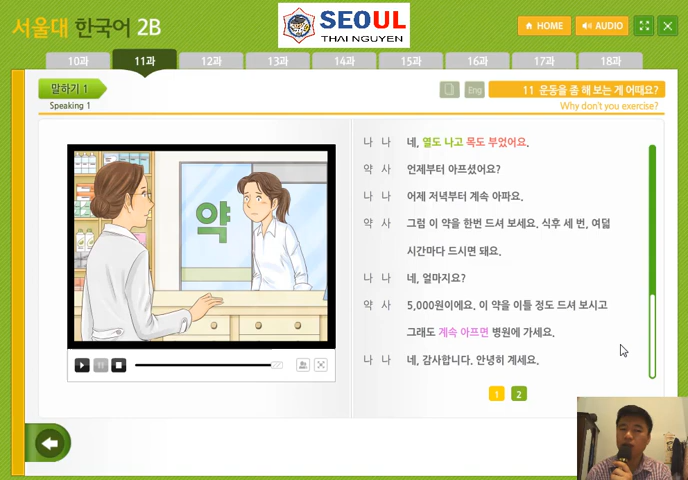 서울대 한국어 2B
SEOUL
THAI NGUYEN
HOME
AUDIO
10과
11과
12과
13과
14과
15과
16과
17과
18과
말하기 1
Speaking 1
Eng
11 운동을 좀 해 보는 게 어때요?
Why don't you exercise?
약
나 나 네, 열도 나고 목도 부었어요.
약 사 언제부터 아프셨어요?
나 나 어제 저녁부터 계속 아파요.
약 사 그럼 이 약을 한번 드셔 보세요. 식후 세 번, 여덟
시간마다 드시면 돼요.
나 나 네, 얼마지요?
약 사 5,000원이에요. 이 약을 이틀 정도 드셔 보시고
그래도 계속 아프면 병원에 가세요.
나 나 네, 감사합니다. 안녕히 계세요.
1 2